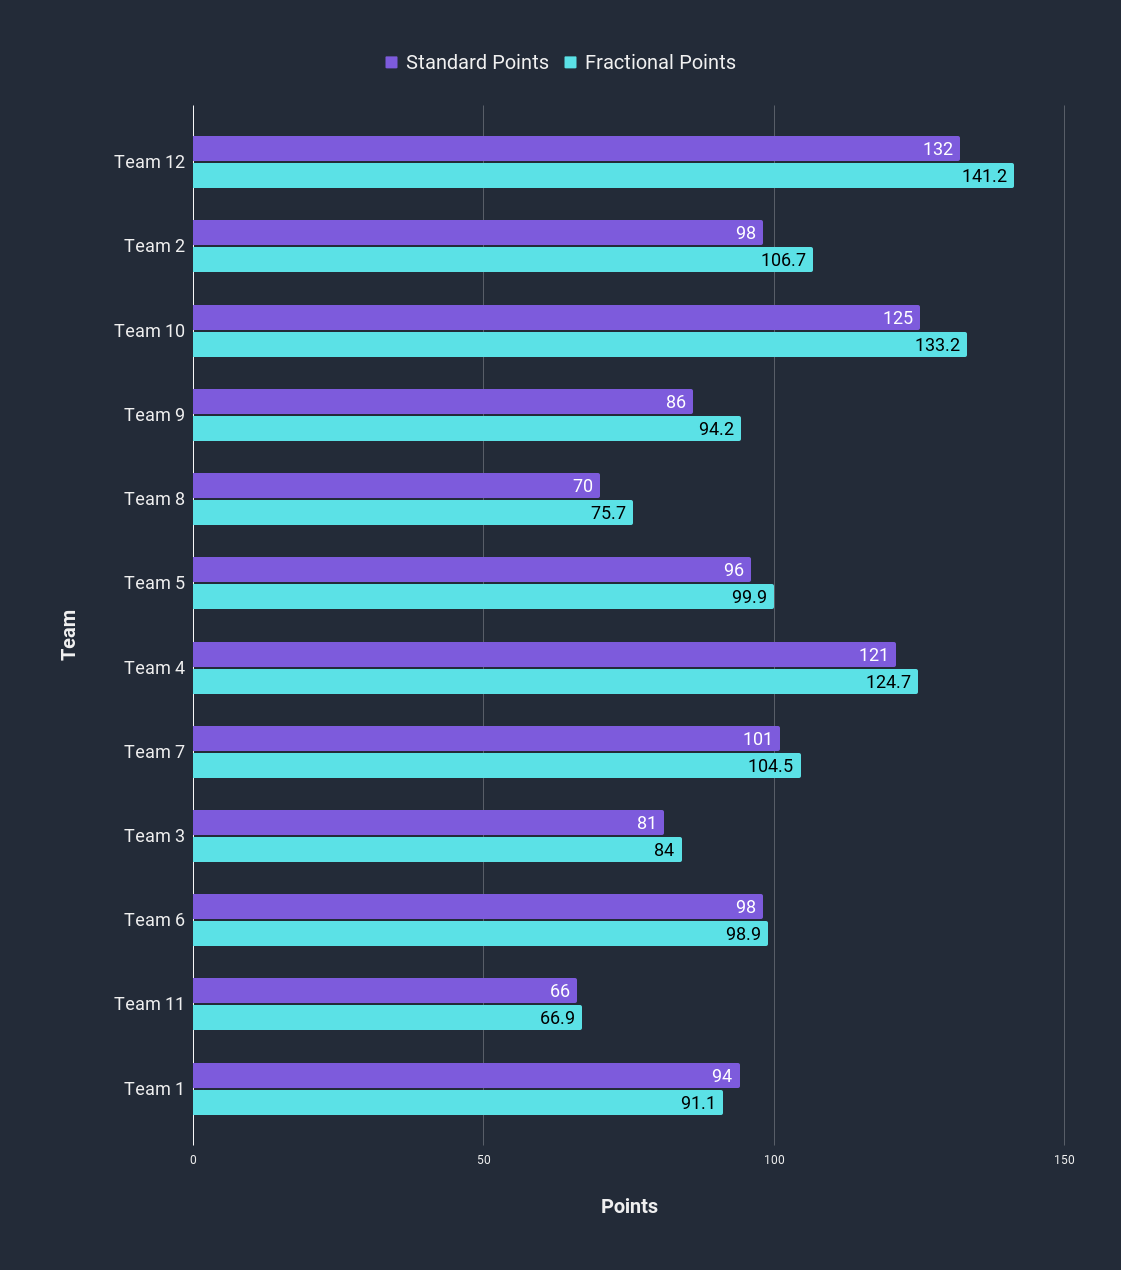 Standard Points Fractional Points
Team 12
132
141.2
Team 2
98
106.7
Team 10
125
133.2
Team 9
86
94.2
Team 8
70
75.7
Team 5
96
99.9
Team 4
121
124.7
Team 7
101
104.5
Team 3
81
84
Team 6
98
98.9
Team 11
66
66.9
Team 1
94
91.1
Team
0 50 100 150
Points